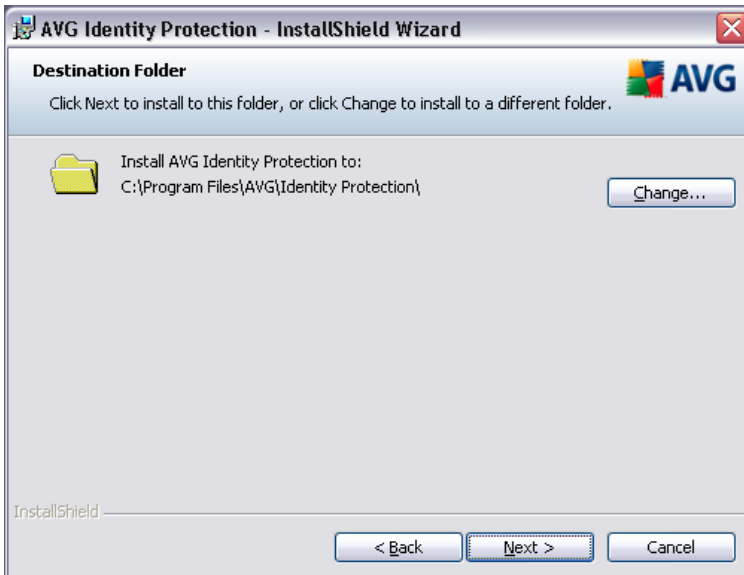 AVG Identity Protection - InstallShield Wizard
Destination Folder
Click Next to install to this folder, or click Change to install to a different folder.
AVG
Install AVG Identity Protection to:
C:\Program Files\AVG\Identity Protection\
Change...
InstallShield
< Back
Next >
Cancel